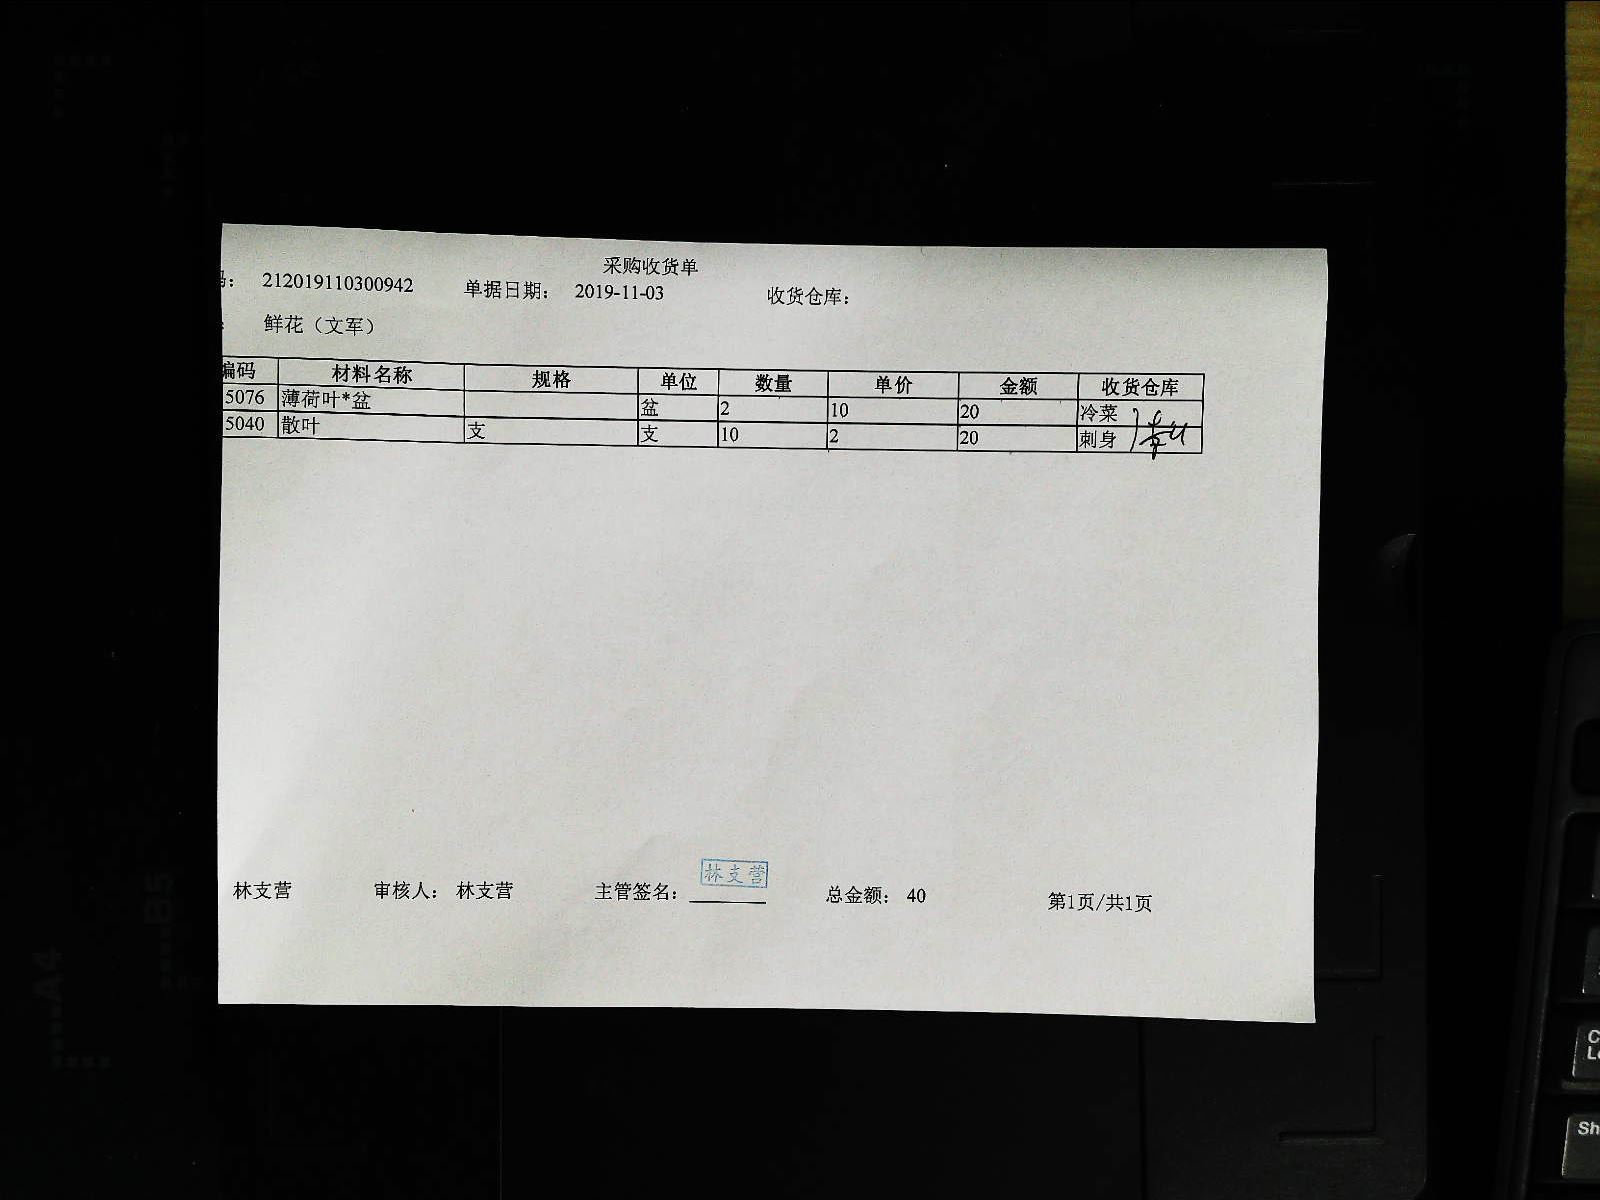 采购收货单
码： 212019110300942 单据日期： 2019-11-03 收货仓库：
： 鲜花（文军）
编码 材料名称 规格 单位 数量 单价 金额 收货仓库
5076 薄荷叶*盆 盆 2 10 20 冷菜
5040 散叶 支 支 10 2 20 刺身
林支营
林支营 审核人： 林支营 主管签名： 总金额： 40 第1页/共1页
A4
B5
Sh